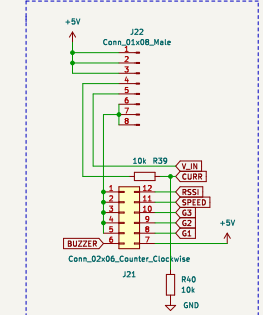 +5V
J22
Conn_01x08_Male
1
2
3
4
5
6
7
8
V_IN
10k R39
CURR
1 12 RSSI
2 11 SPEED
3 10 G3
4 9 G2
5 8 G1
+5V
BUZZER 6 7
Conn_02x06_Counter_Clockwise
J21
R40
10k
GND